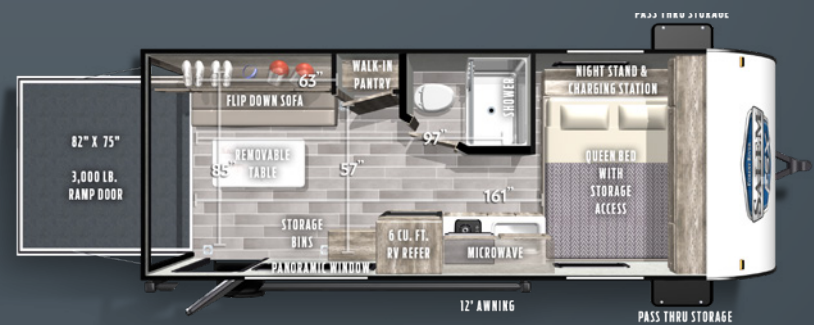 PASS THRU STORAGE
WALK-IN
PANTRY
63"
FLIP DOWN SOFA
SHOWER
NIGHT STAND &
CHARGING STATION
82" X 75"
3,000 LB.
RAMP DOOR
85"
REMOVABLE
TABLE
57"
97"
QUEEN BED
WITH
STORAGE
ACCESS
SALEM
161"
STORAGE
BINS
6 CU. FT.
RV REFER
MICROWAVE
PANORAMIC WINDOW
12' AWNING
PASS THRU STORAGE